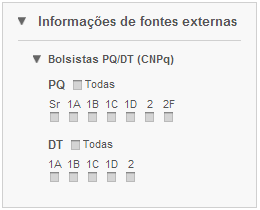 Informações de fontes externas
Bolsistas PQ/DT (CNPq)
PQ Todas
Sr 1A 1B 1C 1D 2 2F
DT Todas
1A 1B 1C 1D 2